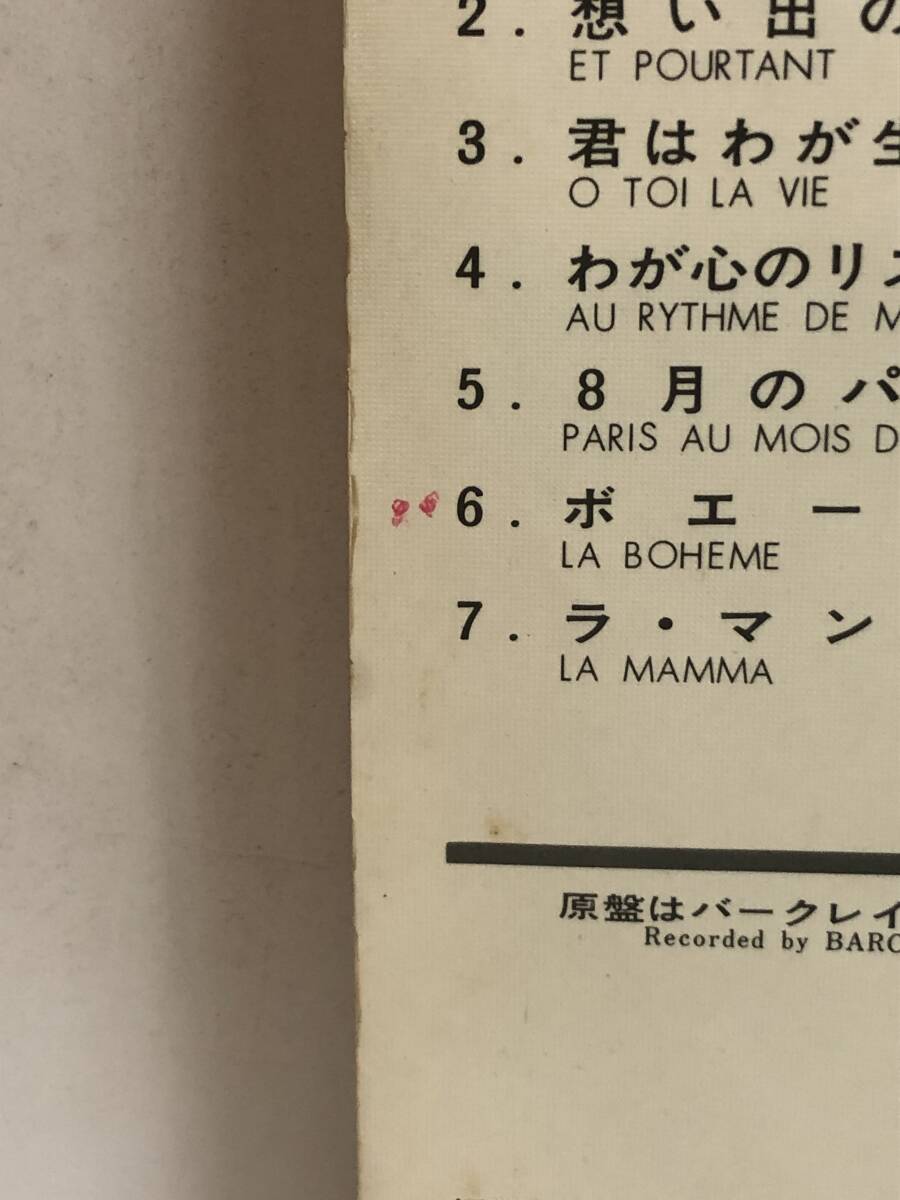 2. 想い出の
ET POURTANT
3. 君はわが生
O TOI LA VIE
4. わが心のリズ
AU RYTHME DE M
5. 8月のパ
PARIS AU MOIS D
6. ボエー
LA BOHEME
7. ラ・マン
LA MAMMA
原盤はバークレイ
Recorded by BARC